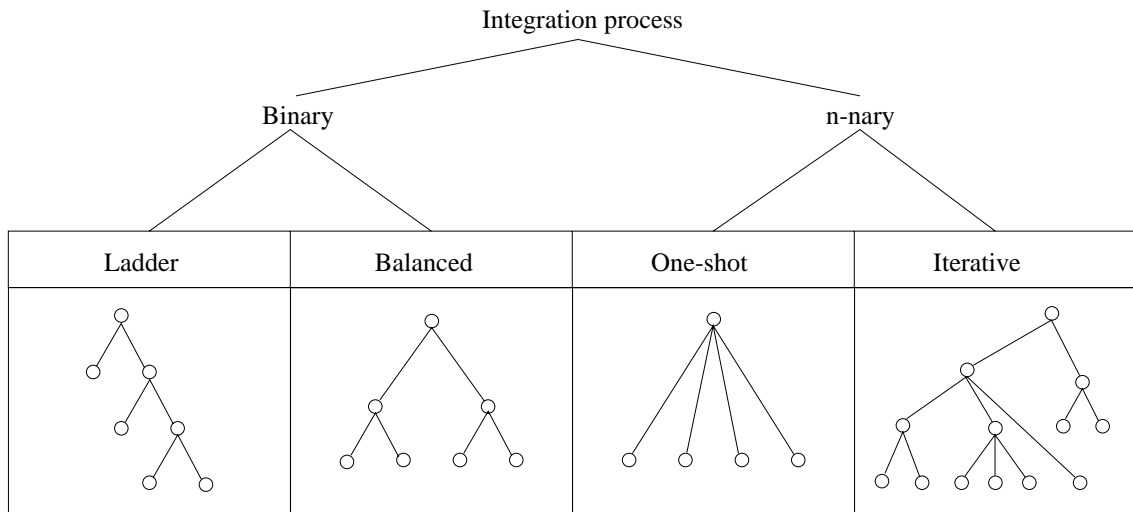 Integration process
Binary
n-nary
Ladder
Balanced
One-shot
Iterative